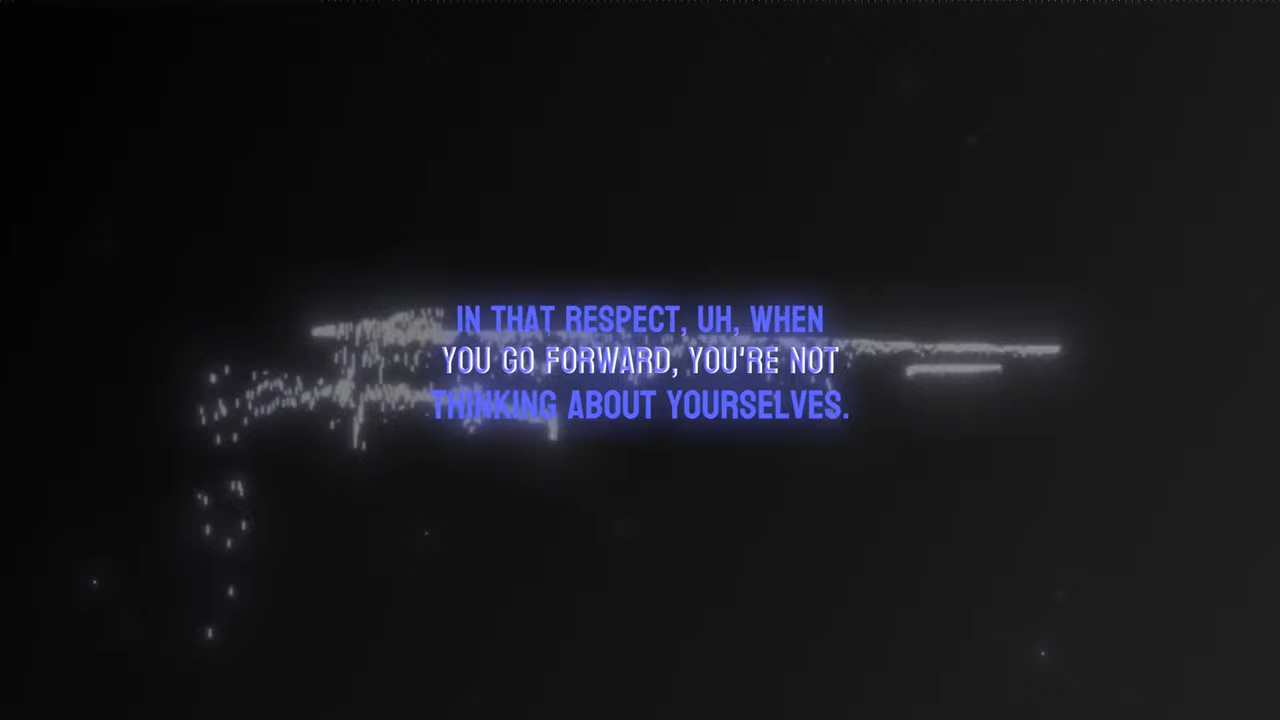 IN THAT RESPECT, UH, WHEN
YOU GO FORWARD, YOU'RE NOT
THINKING ABOUT YOURSELVES.